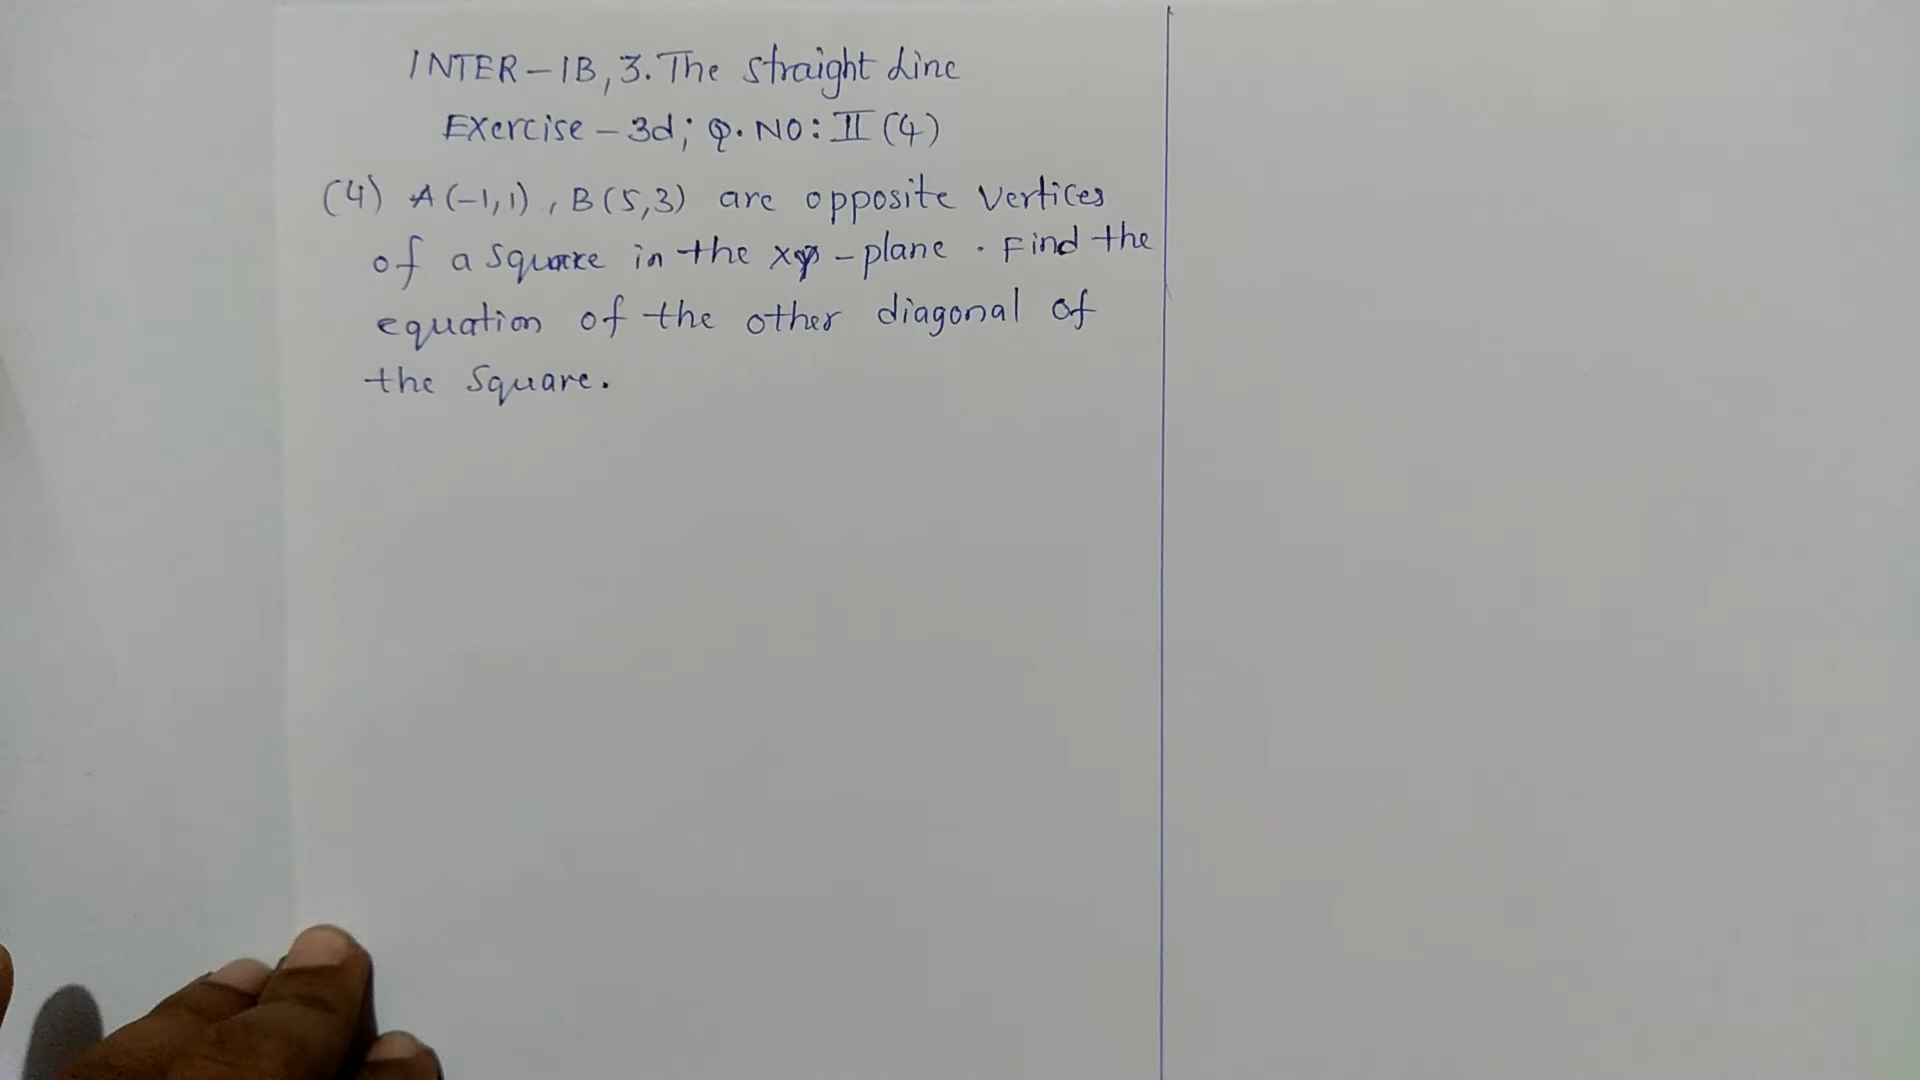 INTER-IB, 3. The straight Line
Exercise - 3d; Q. NO: II (4)
(4) A(-1,1), B(5,3) are opposite vertices
of a square in the xy-plane. Find the
equation of the other diagonal of
the square.